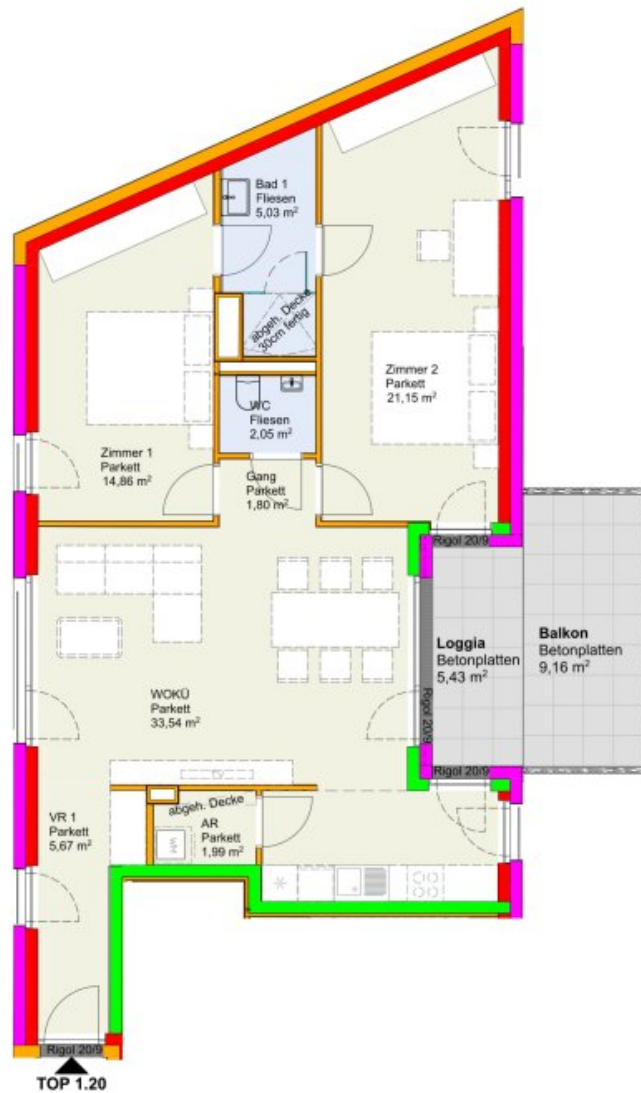 Bad 1
Fliesen
5,03 m²
abgeh. Decke
30cm fertig
Zimmer 2
Parkett
21,15 m²
WC
Fliesen
2,05 m²
Zimmer 1
Parkett
14,86 m²
Gang
Parkett
1,80 m²
Rigol 20/9
Loggia
Betonplatten
5,43 m²
Balkon
Betonplatten
9,16 m²
Rigol 20/9
WOKÜ
Parkett
33,54 m²
Rigol 20/9
abgeh. Decke
VR 1
Parkett
5,67 m²
AR
Parkett
1,99 m²
WM
Rigol 20/9
TOP 1.20